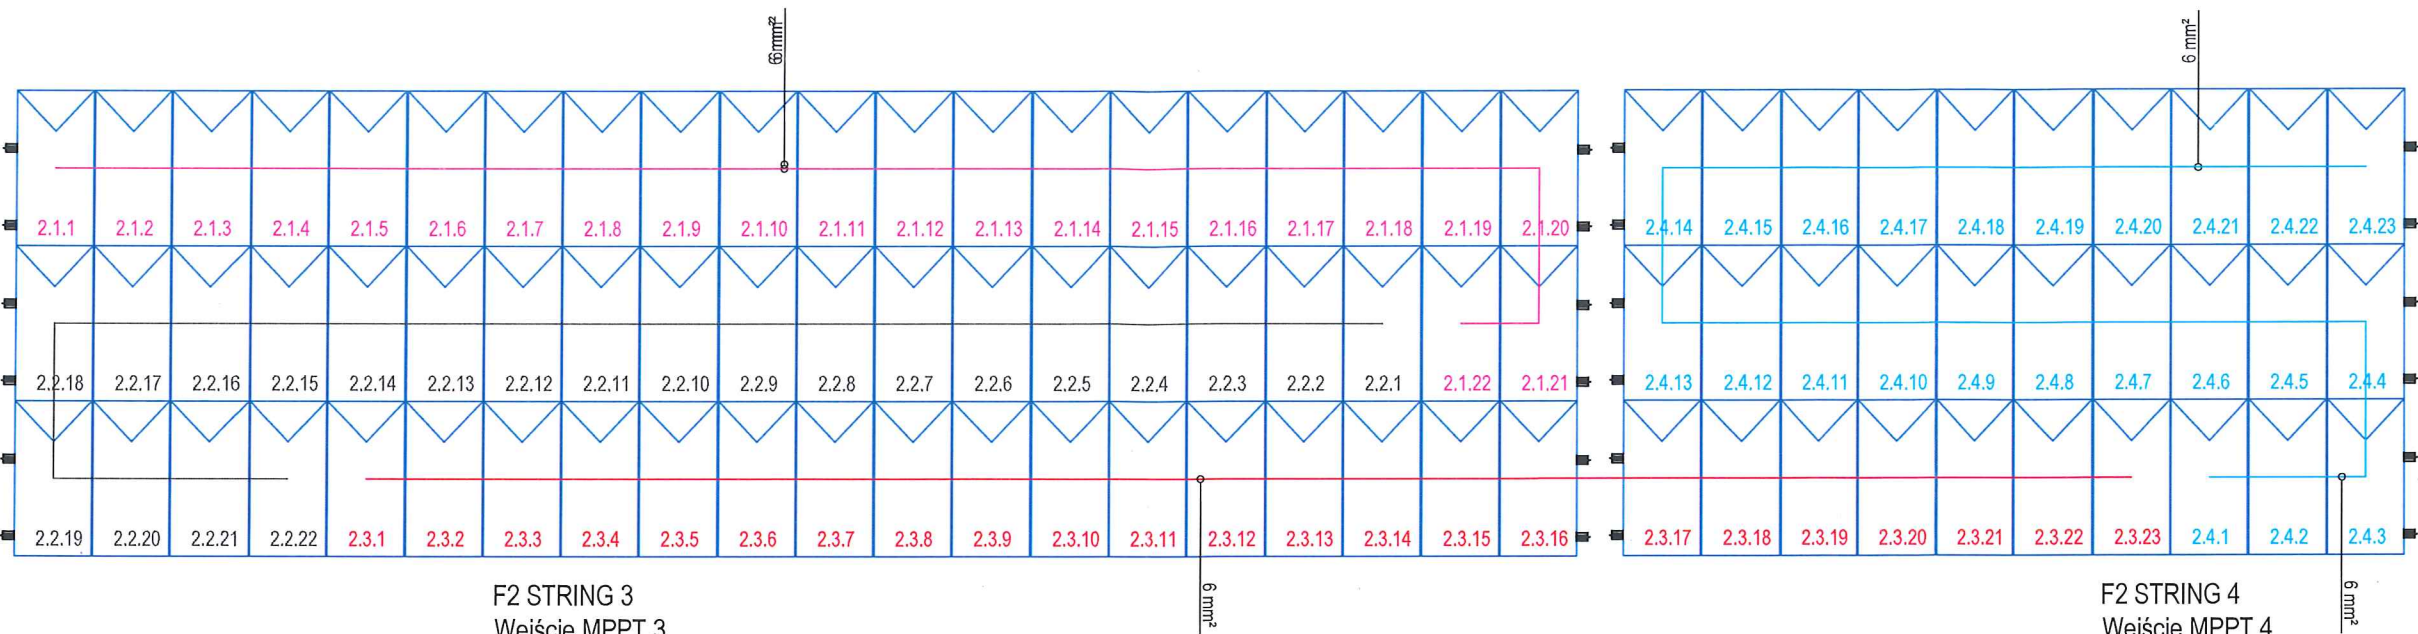 6 mm²
2.1.1 2.1.2 2.1.3 2.1.4 2.1.5 2.1.6 2.1.7 2.1.8 2.1.9 2.1.10 2.1.11 2.1.12 2.1.13 2.1.14 2.1.15 2.1.16 2.1.17 2.1.18 2.1.19 2.1.20 2.4.14 2.4.15 2.4.16 2.4.17 2.4.18 2.4.19 2.4.20 2.4.21 2.4.22 2.4.23
2.2.18 2.2.17 2.2.16 2.2.15 2.2.14 2.2.13 2.2.12 2.2.11 2.2.10 2.2.9 2.2.8 2.2.7 2.2.6 2.2.5 2.2.4 2.2.3 2.2.2 2.2.1 2.1.22 2.1.21 2.4.13 2.4.12 2.4.11 2.4.10 2.4.9 2.4.8 2.4.7 2.4.6 2.4.5 2.4.4
2.2.19 2.2.20 2.2.21 2.2.22 2.3.1 2.3.2 2.3.3 2.3.4 2.3.5 2.3.6 2.3.7 2.3.8 2.3.9 2.3.10 2.3.11 2.3.12 2.3.13 2.3.14 2.3.15 2.3.16 2.3.17 2.3.18 2.3.19 2.3.20 2.3.21 2.3.22 2.3.23 2.4.1 2.4.2 2.4.3
F2 STRING 3
Wejście MPPT 3
6 mm²
F2 STRING 4
Wejście MPPT 4
6 mm²